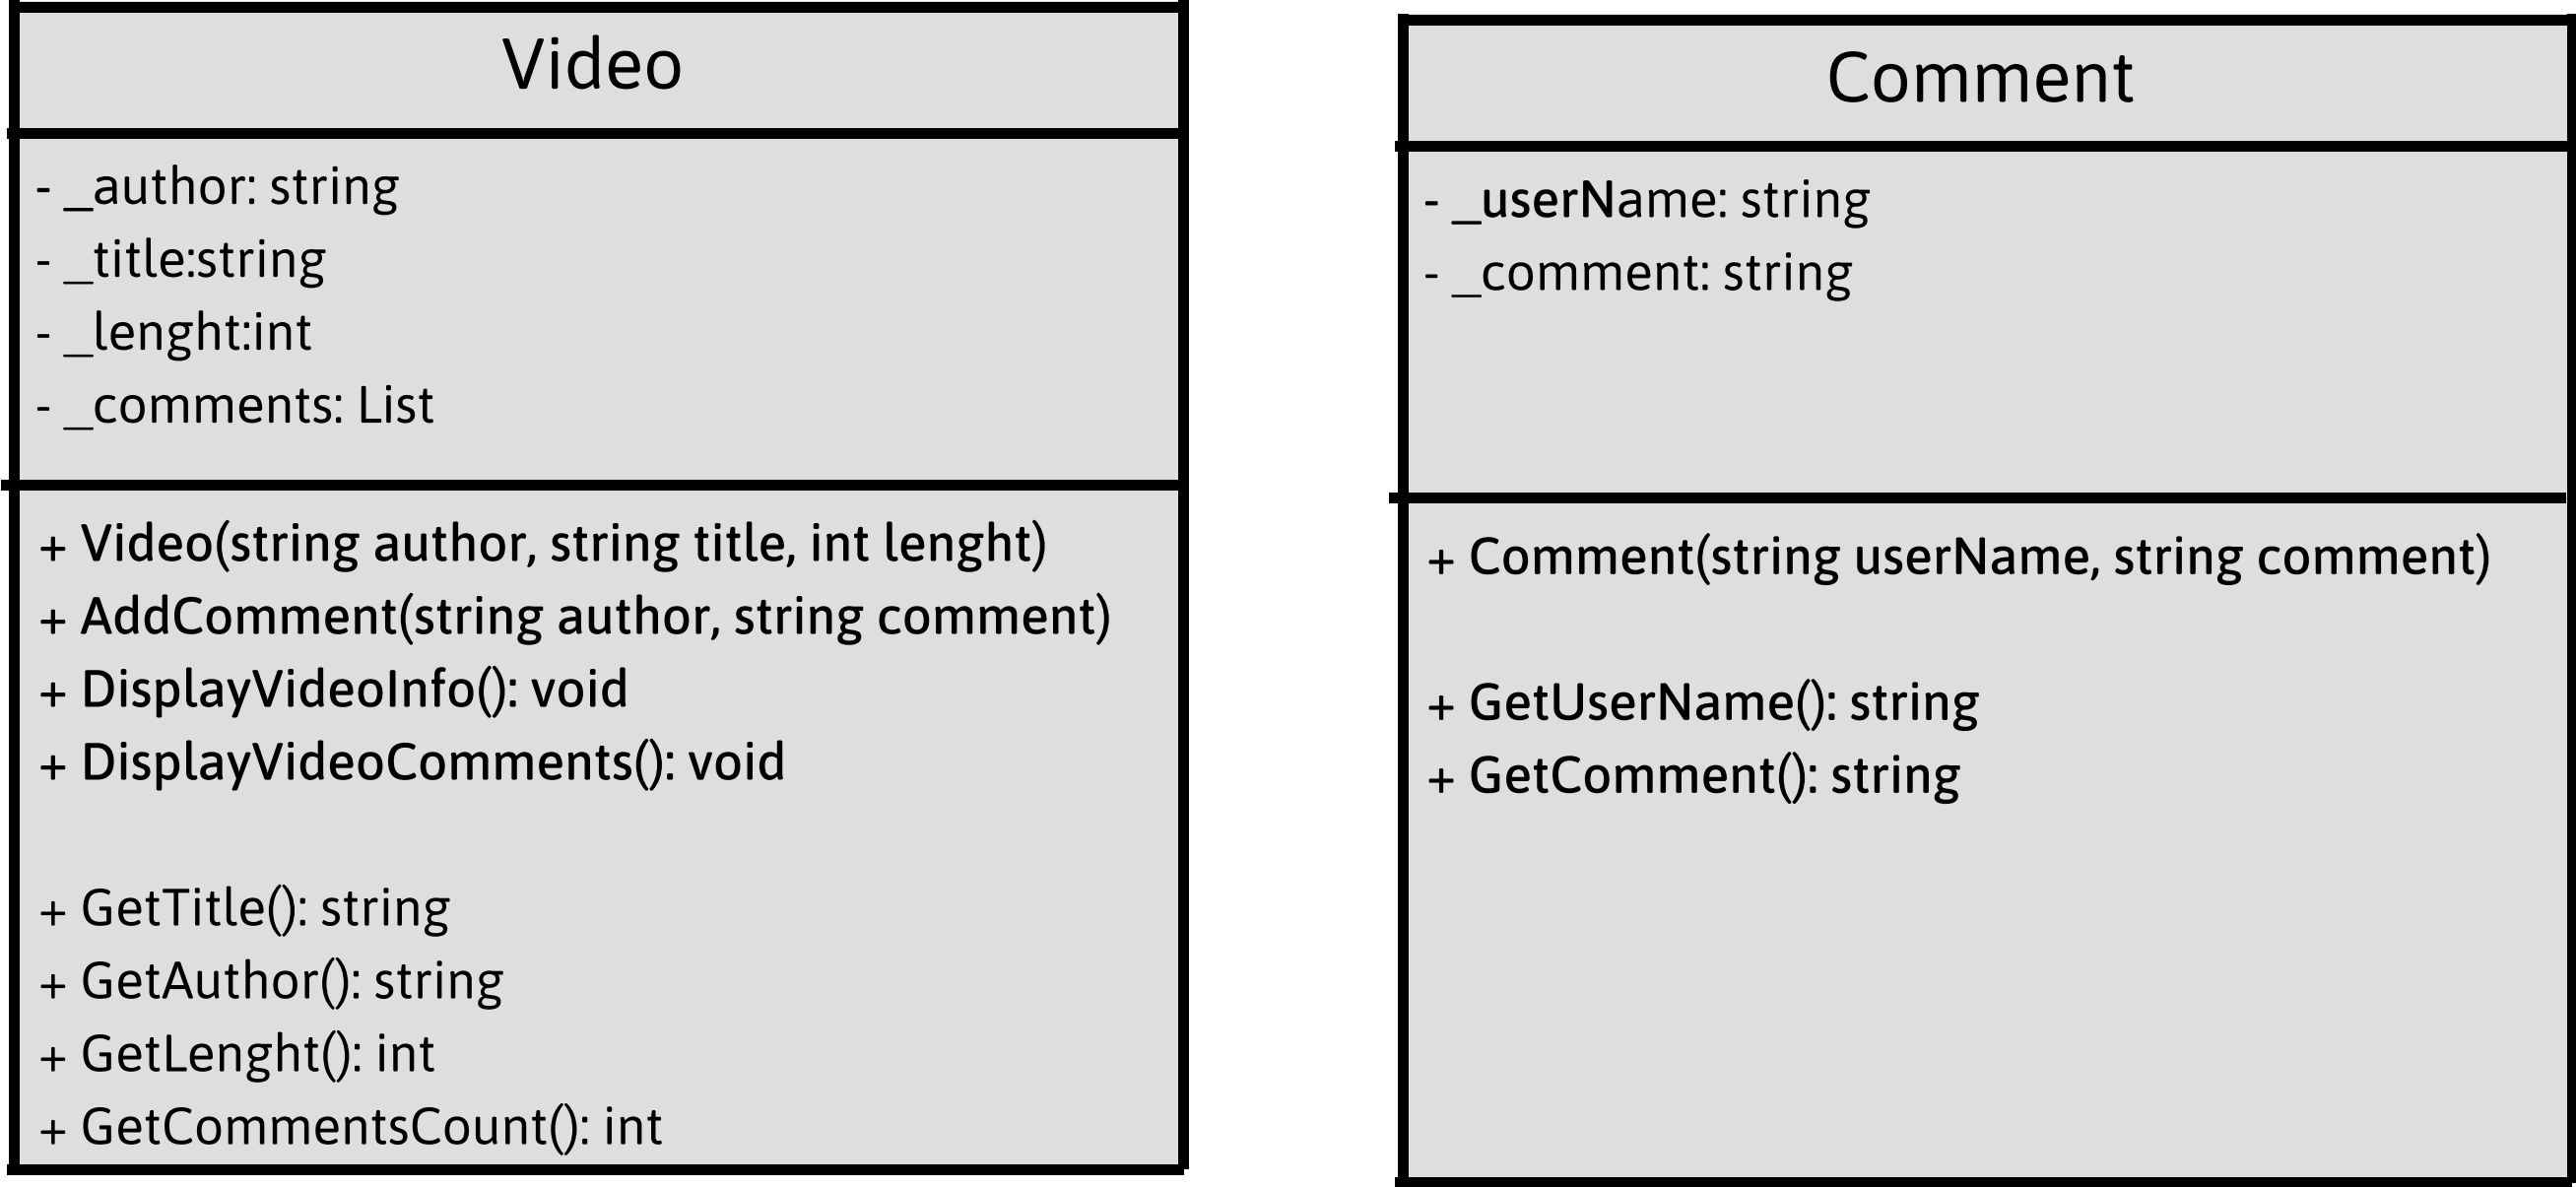 Video
- _author: string
- _title:string
- _lenght:int
- _comments: List
+ Video(string author, string title, int lenght)
+ AddComment(string author, string comment)
+ DisplayVideoInfo(): void
+ DisplayVideoComments(): void
+ GetTitle(): string
+ GetAuthor(): string
+ GetLenght(): int
+ GetCommentsCount(): int
Comment
- _userName: string
- _comment: string
+ Comment(string userName, string comment)
+ GetUserName(): string
+ GetComment(): string